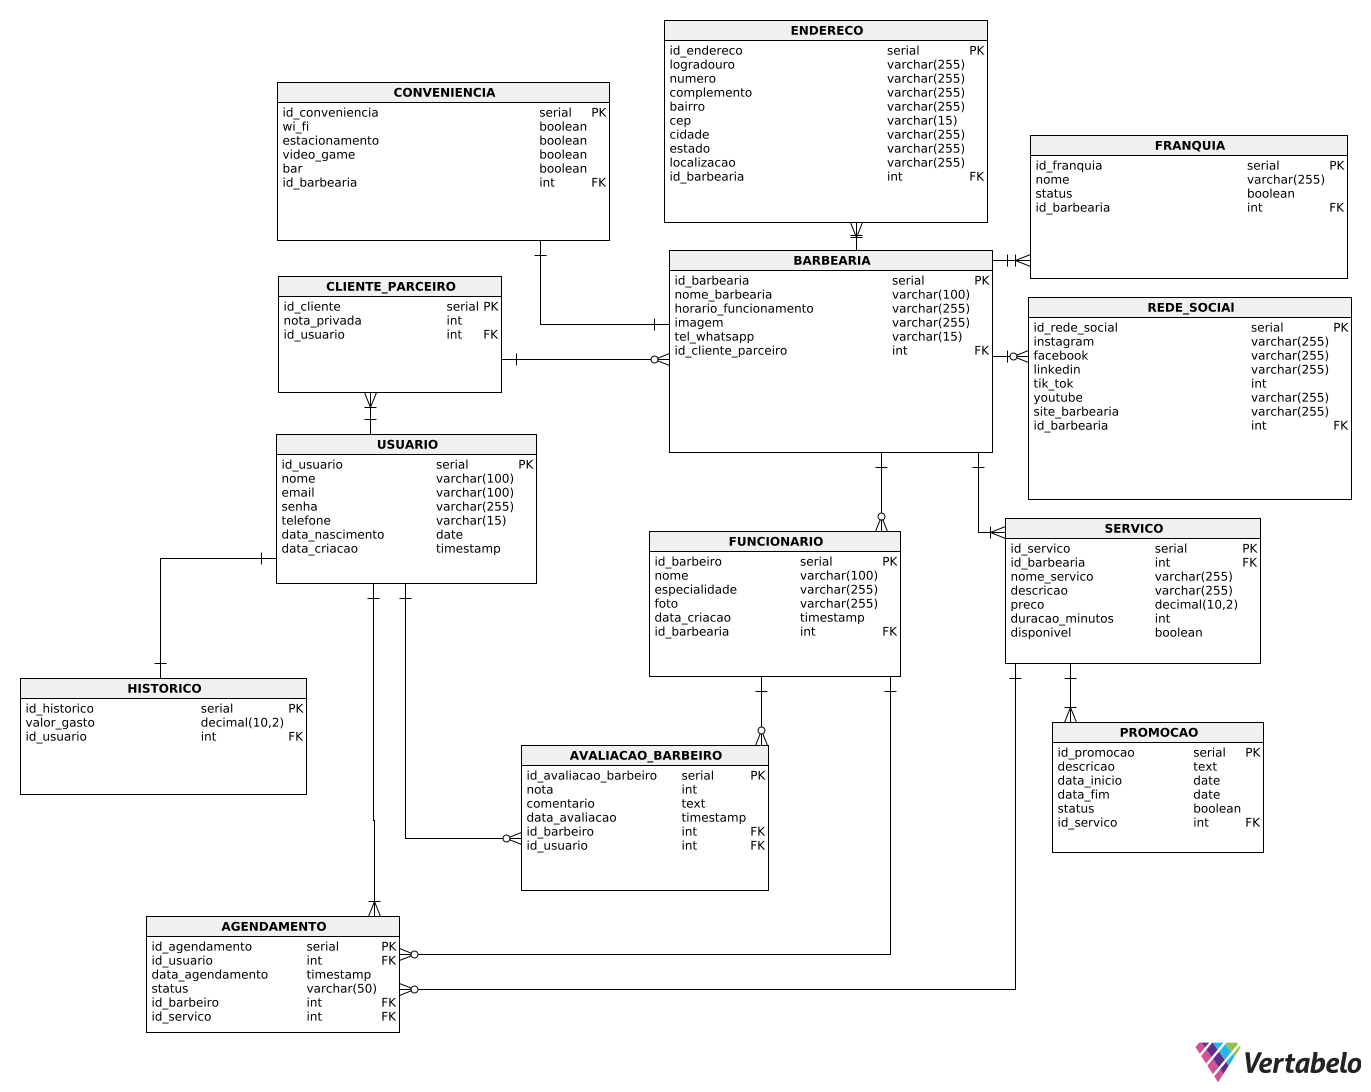 ENDERECO
id_endereco serial PK
logradouro varchar(255)
numero varchar(255)
complemento varchar(255)
bairro varchar(255)
cep varchar(15)
cidade varchar(255)
estado varchar(255)
localizacao varchar(255)
id_barbearia int FK
CONVENIENCIA
id_conveniencia serial PK
wi_fi boolean
estacionamento boolean
video_game boolean
bar boolean
id_barbearia int FK
FRANQUIA
id_franquia serial PK
nome varchar(255)
status boolean
id_barbearia int FK
BARBEARIA
id_barbearia serial PK
nome_barbearia varchar(100)
horario_funcionamento varchar(255)
imagem varchar(255)
tel_whatsapp varchar(15)
id_cliente_parceiro int FK
CLIENTE_PARCEIRO
id_cliente serial PK
nota_privada int
id_usuario int FK
REDE_SOCIAl
id_rede_social serial PK
instagram varchar(255)
facebook varchar(255)
linkedin varchar(255)
tik_tok int
youtube varchar(255)
site_barbearia varchar(255)
id_barbearia int FK
USUARIO
id_usuario serial PK
nome varchar(100)
email varchar(100)
senha varchar(255)
telefone varchar(15)
data_nascimento date
data_criacao timestamp
FUNCIONARIO
id_barbeiro serial PK
nome varchar(100)
especialidade varchar(255)
foto varchar(255)
data_criacao timestamp
id_barbearia int FK
SERVICO
id_servico serial PK
id_barbearia int FK
nome_servico varchar(255)
descricao varchar(255)
preco decimal(10,2)
duracao_minutos int
disponivel boolean
HISTORICO
id_historico serial PK
valor_gasto decimal(10,2)
id_usuario int FK
AVALIACAO_BARBEIRO
id_avaliacao_barbeiro serial PK
nota int
comentario text
data_avaliacao timestamp
id_barbeiro int FK
id_usuario int FK
PROMOCAO
id_promocao serial PK
descricao text
data_inicio date
data_fim date
status boolean
id_servico int FK
AGENDAMENTO
id_agendamento serial PK
id_usuario int FK
data_agendamento timestamp
status varchar(50)
id_barbeiro int FK
id_servico int FK
Vertabelo